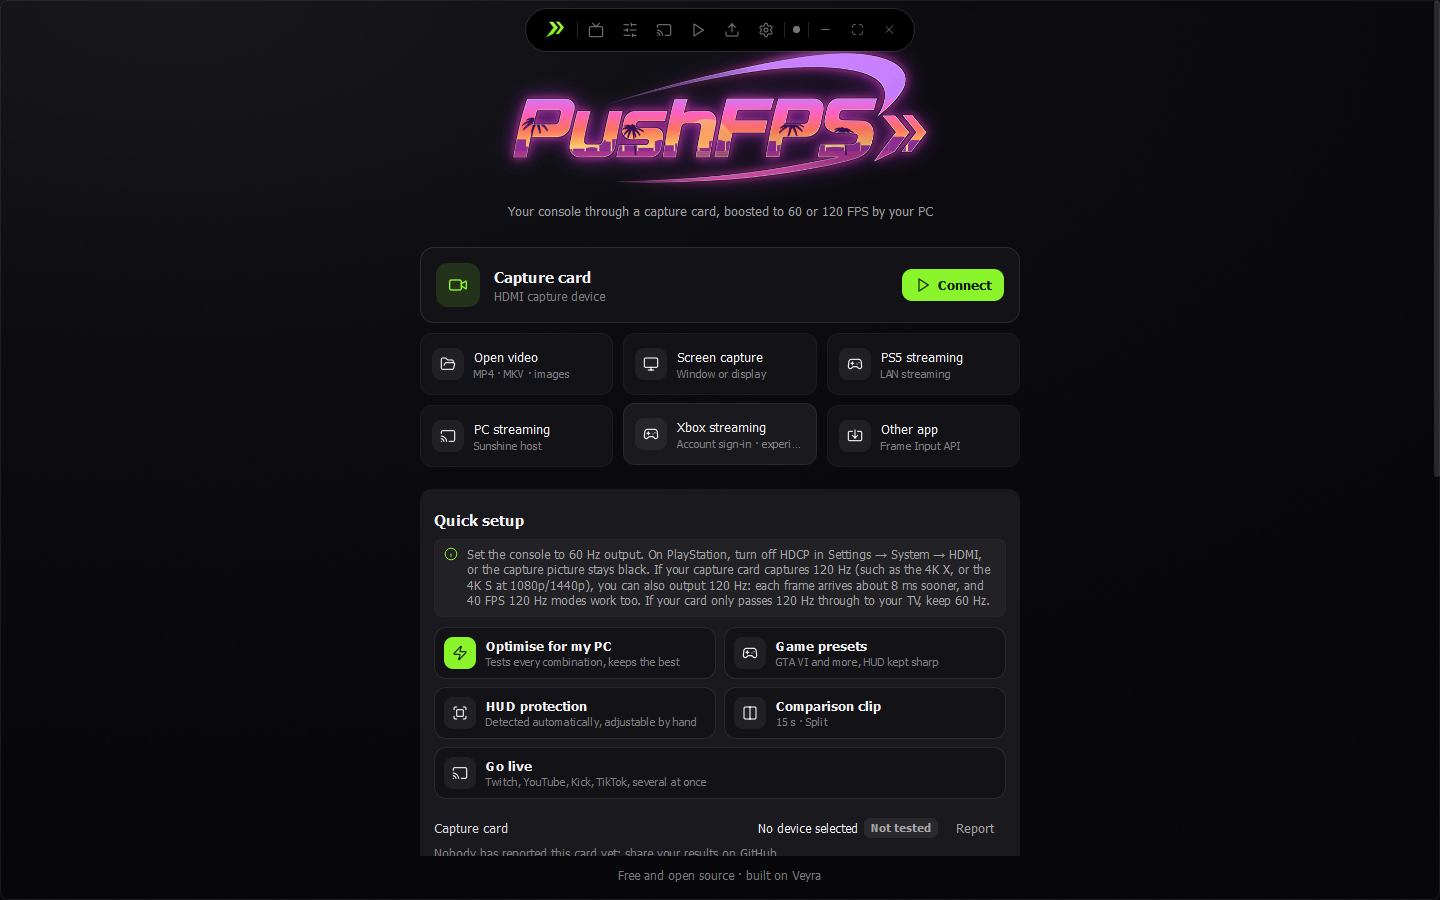 PushFPS
Your console through a capture card, boosted to 60 or 120 FPS by your PC
Capture card
HDMI capture device
Connect
Open video
MP4 · MKV · images
Screen capture
Window or display
PS5 streaming
LAN streaming
PC streaming
Sunshine host
Xbox streaming
Account sign-in · experi...
Other app
Frame Input API
Quick setup
Set the console to 60 Hz output. On PlayStation, turn off HDCP in Settings → System → HDMI,
or the capture picture stays black. If your capture card captures 120 Hz (such as the 4K X, or the
4K S at 1080p/1440p), you can also output 120 Hz: each frame arrives about 8 ms sooner, and
40 FPS 120 Hz modes work too. If your card only passes 120 Hz through to your TV, keep 60 Hz.
Optimise for my PC
Tests every combination, keeps the best
Game presets
GTA VI and more, HUD kept sharp
HUD protection
Detected automatically, adjustable by hand
Comparison clip
15 s · Split
Go live
Twitch, YouTube, Kick, TikTok, several at once
Capture card
No device selected
Not tested
Report
Nobody has reported this card yet: share your results on GitHub
Free and open source · built on Veyra